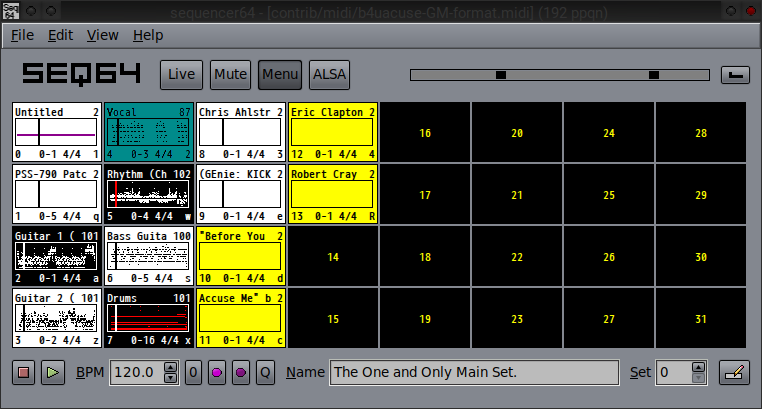 Seq 64 sequencer64 - [contrib/midi/b4uacuse-GM-format.midi] (192 ppqn)
File Edit View Help
SEQ64 Live Mute Menu ALSA
Untitled 2 Vocal 87 Chris Ahlstr 2 Eric Clapton 2
16 20 24 28
0 0-1 4/4 1 4 0-3 4/4 2 8 0-1 4/4 3 12 0-1 4/4 4
PSS-790 Patc 2 Rhythm (Ch 102 (GEnie: KICK 2 Robert Cray 2
17 21 25 29
1 0-5 4/4 q 5 0-4 4/4 w 9 0-1 4/4 e 13 0-1 4/4 R
Guitar 1 ( 101 Bass Guita 100 "Before You 2
14 18 22 26 30
2 0-1 4/4 a 6 0-5 4/4 s 10 0-1 4/4 d
Guitar 2 ( 101 Drums 101 Accuse Me" b 2
15 19 23 27 31
3 0-2 4/4 z 7 0-16 4/4 x 11 0-1 4/4 c
BPM 120.0 0 Q Name The One and Only Main Set. Set 0